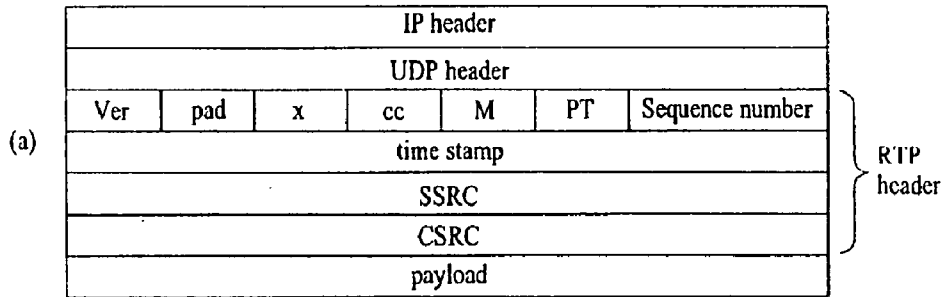 IP header
UDP header
Ver pad x cc M PT Sequence number
(a)
time stamp
RTP
header
SSRC
CSRC
payload